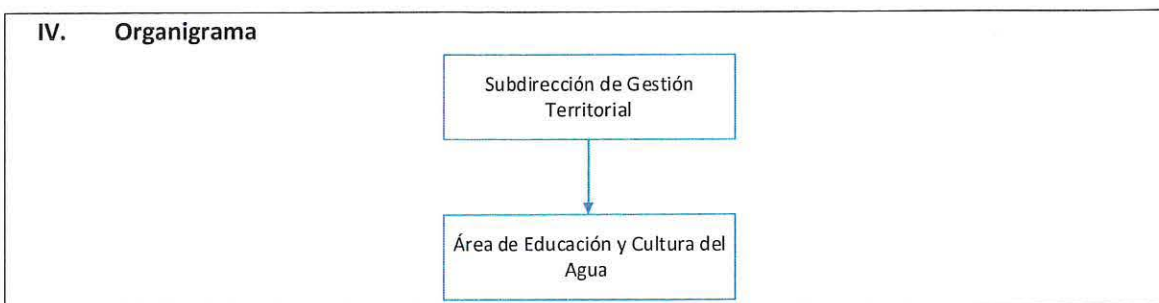 IV. Organigrama
Subdirección de Gestión
Territorial
Área de Educación y Cultura del
Agua